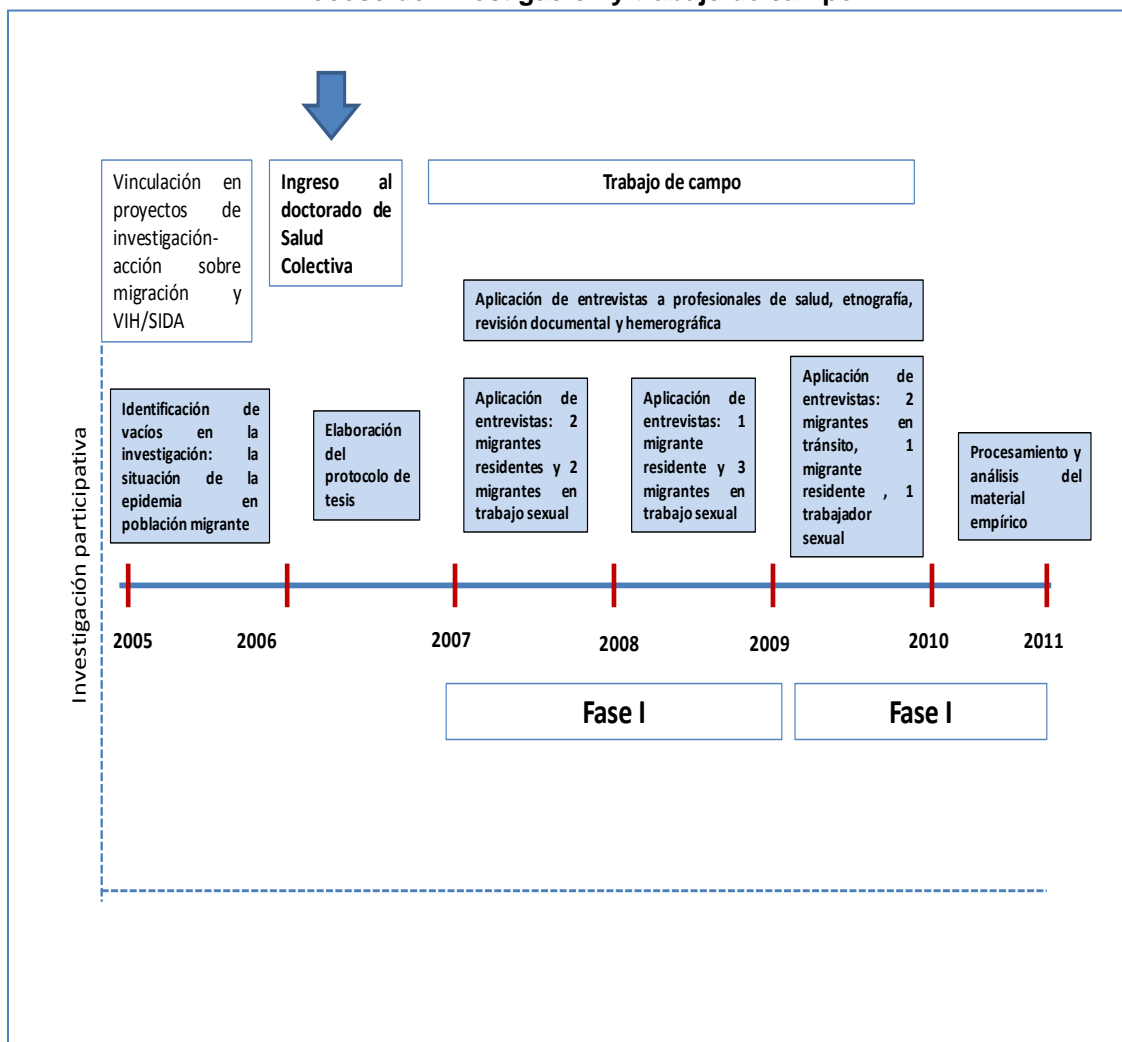 Vinculación en
proyectos de
investigación-
acción sobre
migración y
VIH/SIDA
Ingreso al
doctorado de
Salud
Colectiva
Trabajo de campo
Aplicación de entrevistas a profesionales de salud, etnografía,
revisión documental y hemerográfica
Identificación de
vacíos en la
investigación: la
situación de la
epidemia en
población migrante
Elaboración
del
protocolo de
tesis
Aplicación de
entrevistas: 2
migrantes
residentes y 2
migrantes en
trabajo sexual
Aplicación de
entrevistas: 1
migrante
residente y 3
migrantes en
trabajo sexual
Aplicación de
entrevistas: 2
migrantes en
tránsito, 1
migrante
residente , 1
trabajador
sexual
Procesamiento y
análisis del
material
empírico
Investigación participativa
2005 2006 2007 2008 2009 2010 2011
Fase I Fase I